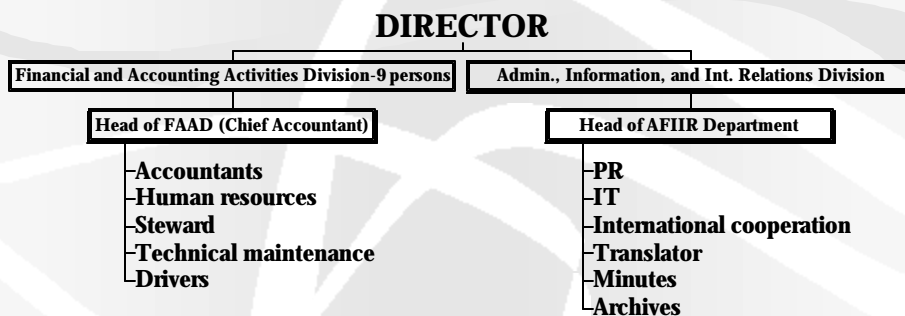 DIRECTOR
Financial and Accounting Activities Division-9 persons
Admin., Information, and Int. Relations Division
Head of FAAD (Chief Accountant)
Head of AFIIR Department
Accountants
Human resources
Steward
Technical maintenance
Drivers
PR
IT
International cooperation
Translator
Minutes
Archives